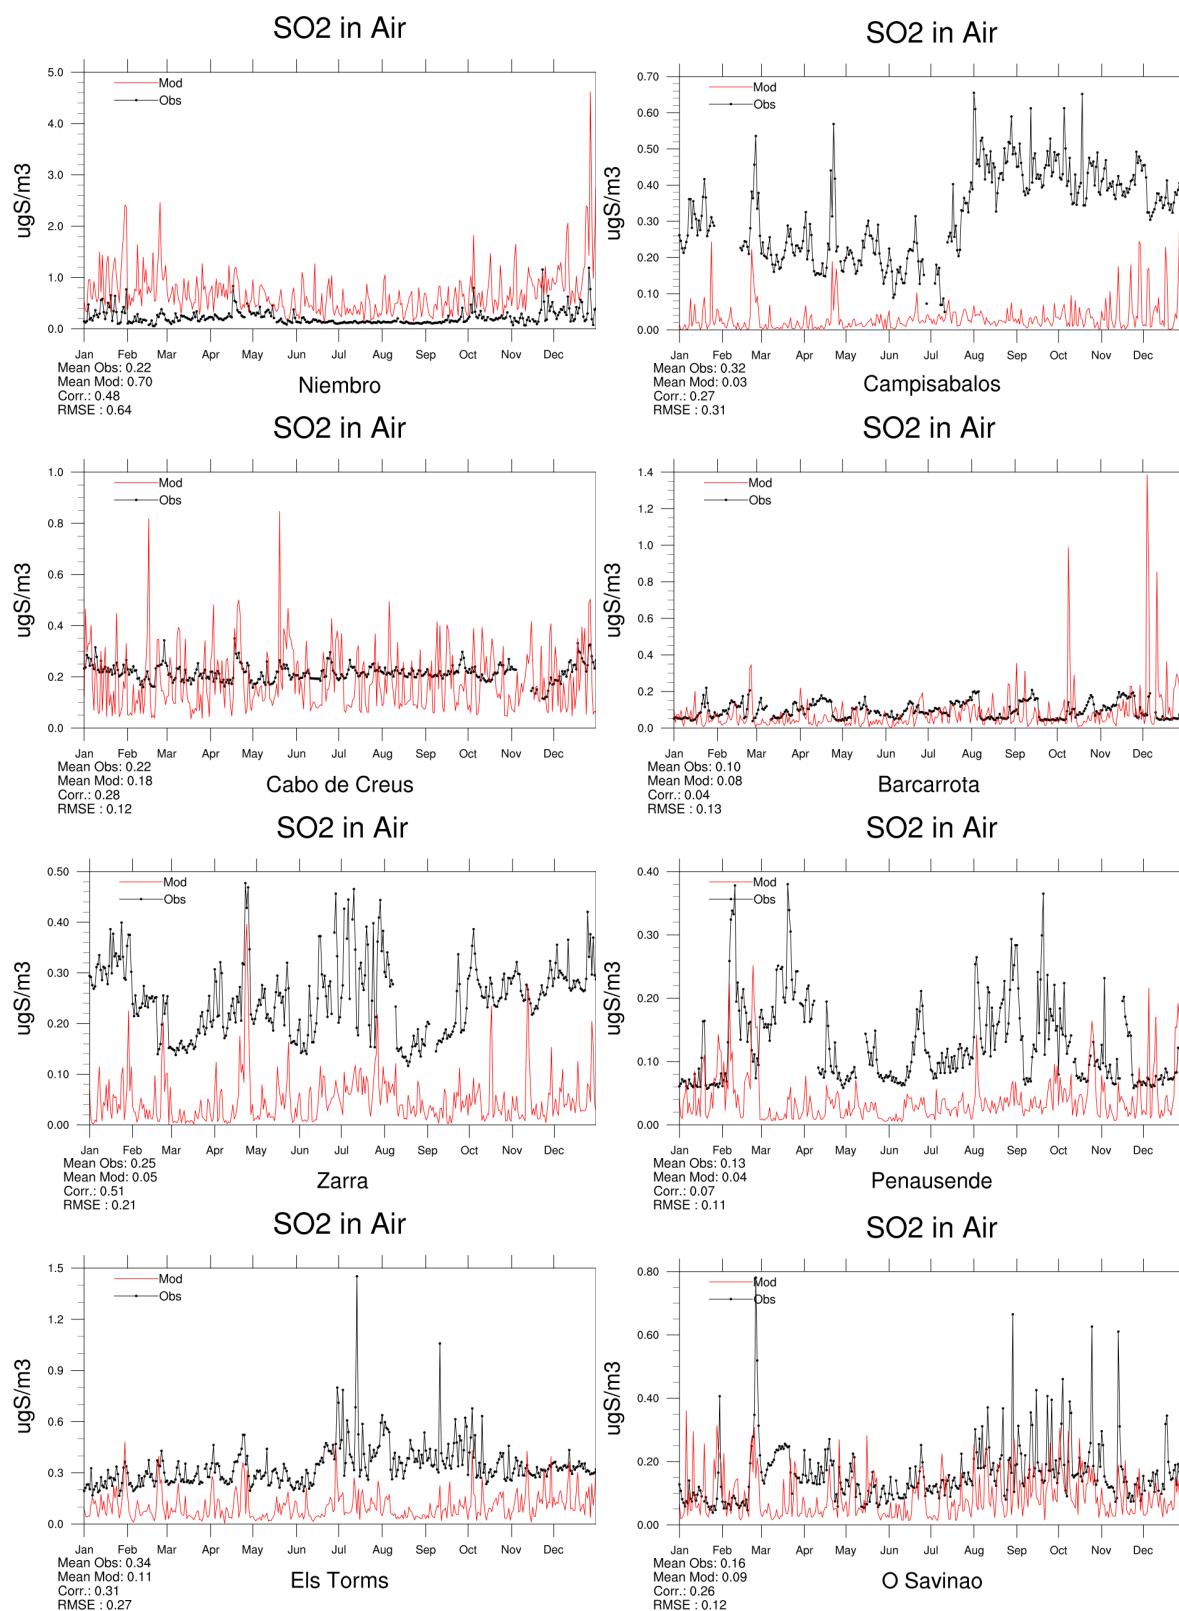 SO2 in Air
5.0
4.0
3.0
2.0
1.0
0.0
ugS/m3
Mod
Obs
Jan Feb Mar Apr May Jun Jul Aug Sep Oct Nov Dec
Mean Obs: 0.22
Mean Mod: 0.70
Corr.: 0.48
RMSE : 0.64
Niembro
SO2 in Air
0.70
0.60
0.50
0.40
0.30
0.20
0.10
0.00
ugS/m3
Mod
Obs
Jan Feb Mar Apr May Jun Jul Aug Sep Oct Nov Dec
Mean Obs: 0.32
Mean Mod: 0.03
Corr.: 0.27
RMSE : 0.31
Campisabalos
SO2 in Air
1.0
0.8
0.6
0.4
0.2
0.0
ugS/m3
Mod
Obs
Jan Feb Mar Apr May Jun Jul Aug Sep Oct Nov Dec
Mean Obs: 0.22
Mean Mod: 0.18
Corr.: 0.28
RMSE : 0.12
Cabo de Creus
SO2 in Air
1.4
1.2
1.0
0.8
0.6
0.4
0.2
0.0
ugS/m3
Mod
Obs
Jan Feb Mar Apr May Jun Jul Aug Sep Oct Nov Dec
Mean Obs: 0.10
Mean Mod: 0.08
Corr.: 0.04
RMSE : 0.13
Barcarrota
SO2 in Air
0.50
0.40
0.30
0.20
0.10
0.00
ugS/m3
Mod
Obs
Jan Feb Mar Apr May Jun Jul Aug Sep Oct Nov Dec
Mean Obs: 0.25
Mean Mod: 0.05
Corr.: 0.51
RMSE : 0.21
Zarra
SO2 in Air
0.40
0.30
0.20
0.10
0.00
ugS/m3
Mod
Obs
Jan Feb Mar Apr May Jun Jul Aug Sep Oct Nov Dec
Mean Obs: 0.13
Mean Mod: 0.04
Corr.: 0.07
RMSE : 0.11
Penausende
SO2 in Air
1.5
1.2
0.9
0.6
0.3
0.0
ugS/m3
Mod
Obs
Jan Feb Mar Apr May Jun Jul Aug Sep Oct Nov Dec
Mean Obs: 0.34
Mean Mod: 0.11
Corr.: 0.31
RMSE : 0.27
Els Torms
SO2 in Air
0.80
0.60
0.40
0.20
0.00
ugS/m3
Mod
Obs
Jan Feb Mar Apr May Jun Jul Aug Sep Oct Nov Dec
Mean Obs: 0.16
Mean Mod: 0.09
Corr.: 0.26
RMSE : 0.12
O Savinao